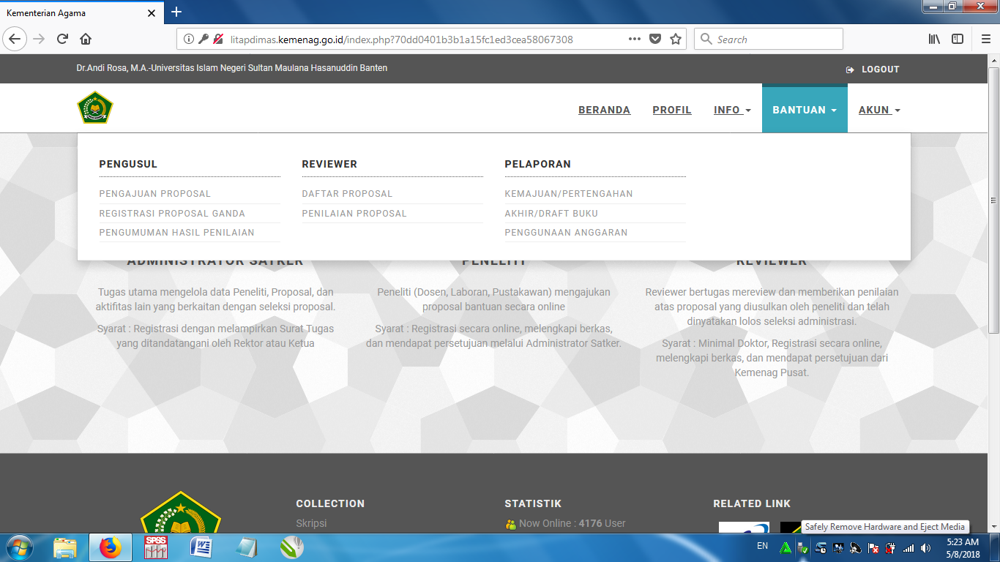 Kementerian Agama
litapdimas.kemenag.go.id/index.php?70dd0401b3b1a15fc1ed3cea58067308
Search
Dr.Andi Rosa, M.A.-Universitas Islam Negeri Sultan Maulana Hasanuddin Banten
LOGOUT
BERANDA PROFIL INFO BANTUAN AKUN
PENGUSUL
PENGAJUAN PROPOSAL
REGISTRASI PROPOSAL GANDA
PENGUMUMAN HASIL PENILAIAN
REVIEWER
DAFTAR PROPOSAL
PENILAIAN PROPOSAL
PELAPORAN
KEMAJUAN/PERTENGAHAN
AKHIR/DRAFT BUKU
PENGGUNAAN ANGGARAN
ADMINISTRATOR SATKER
Tugas utama mengelola data Peneliti, Proposal, dan
aktifitas lain yang berkaitan dengan seleksi proposal.
Syarat : Registrasi dengan melampirkan Surat Tugas
yang ditandatangani oleh Rektor atau Ketua
PENELITI
Peneliti (Dosen, Laboran, Pustakawan) mengajukan
proposal bantuan secara online
Syarat : Registrasi secara online, melengkapi berkas,
dan mendapat persetujuan melalui Administrator Satker.
REVIEWER
Reviewer bertugas mereview dan memberikan penilaian
atas proposal yang diusulkan oleh peneliti dan telah
dinyatakan lolos seleksi administrasi.
Syarat : Minimal Doktor, Registrasi secara online,
melengkapi berkas, dan mendapat persetujuan dari
Kemenag Pusat.
COLLECTION
Skripsi
STATISTIK
Now Online : 4176 User
RELATED LINK
Safely Remove Hardware and Eject Media
SPSS
EN
5:23 AM
5/8/2018